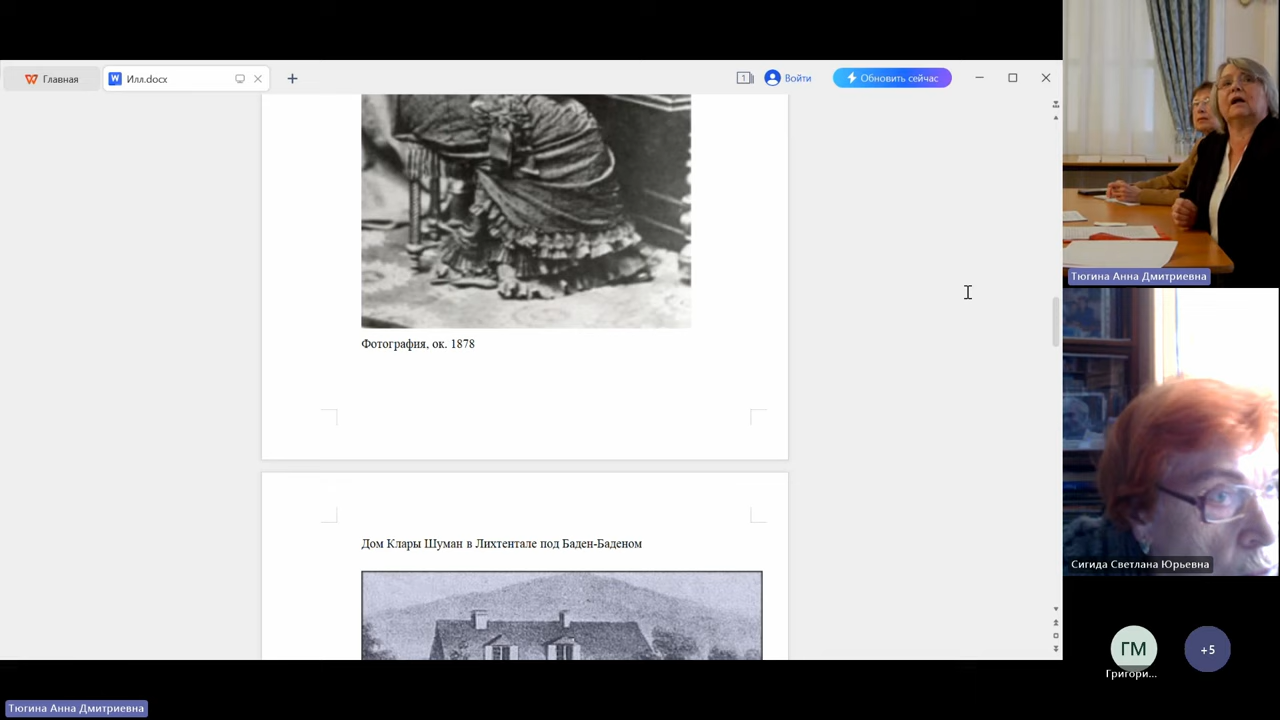 Главная
Илл.docx
1
Войти
Обновить сейчас
Фотография, ок. 1878
Дом Клары Шуман в Лихтентале под Баден-Баденом
Тюгина Анна Дмитриевна
Сигида Светлана Юрьевна
ГМ
Григори...
+5
Тюгина Анна Дмитриевна